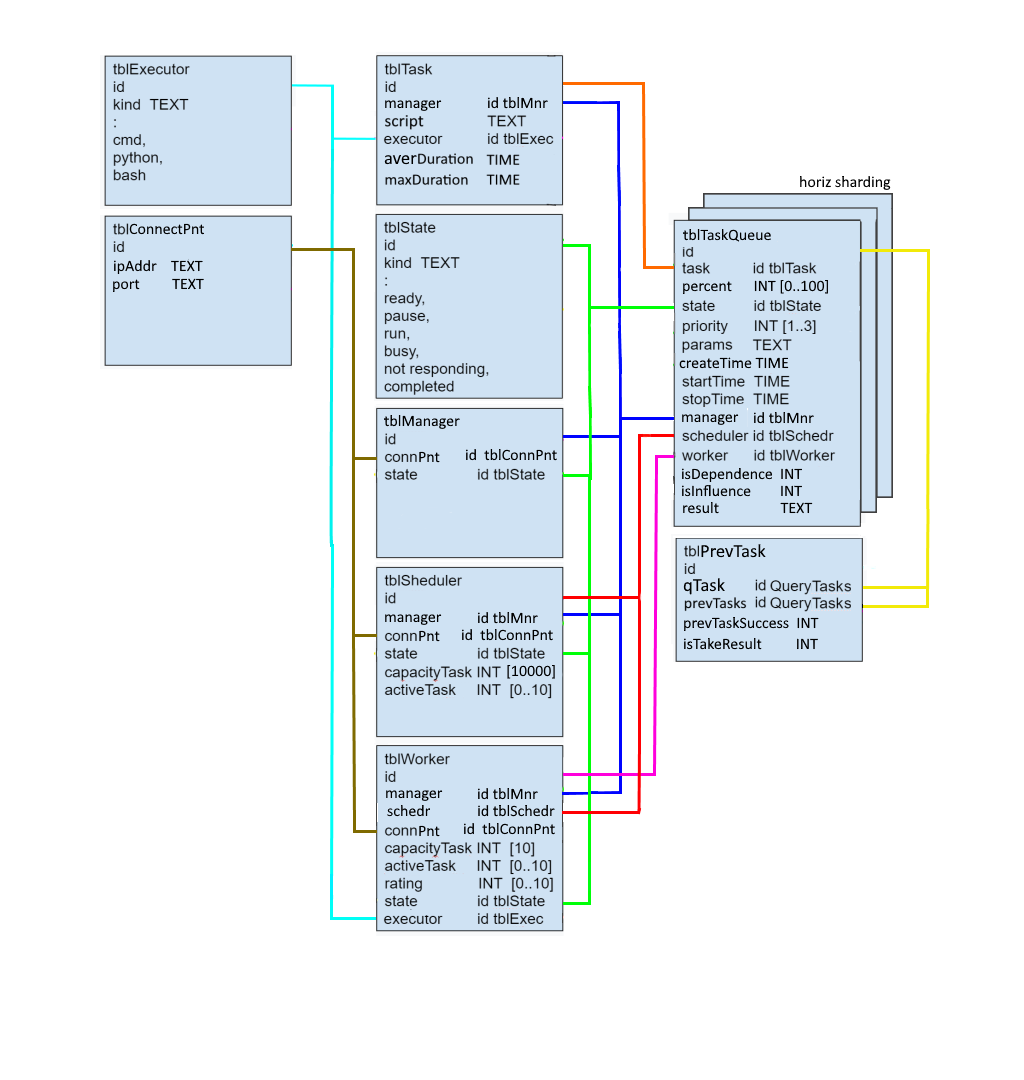 tblExecutor
id
kind TEXT
:
cmd,
python,
bash
tblConnectPnt
id
ipAddr TEXT
port TEXT
tblTask
id
manager id tblMnr
script TEXT
executor id tblExec
averDuration TIME
maxDuration TIME
tblState
id
kind TEXT
:
ready,
pause,
run,
busy,
not responding,
completed
tblManager
id
connPnt id tblConnPnt
state id tblState
tblSheduler
id
manager id tblMnr
connPnt id tblConnPnt
state id tblState
capacityTask INT [10000]
activeTask INT [0..10]
tblWorker
id
manager id tblMnr
schedr id tblSchedr
connPnt id tblConnPnt
capacityTask INT [10]
activeTask INT [0..10]
rating INT [0..10]
state id tblState
executor id tblExec
horiz sharding
tblTaskQueue
id
task id tblTask
percent INT [0..100]
state id tblState
priority INT [1..3]
params TEXT
createTime TIME
startTime TIME
stopTime TIME
manager id tblMnr
scheduler id tblSchedr
worker id tblWorker
isDependence INT
isInfluence INT
result TEXT
tblPrevTask
id
qTask id QueryTasks
prevTasks id QueryTasks
prevTaskSuccess INT
isTakeResult INT